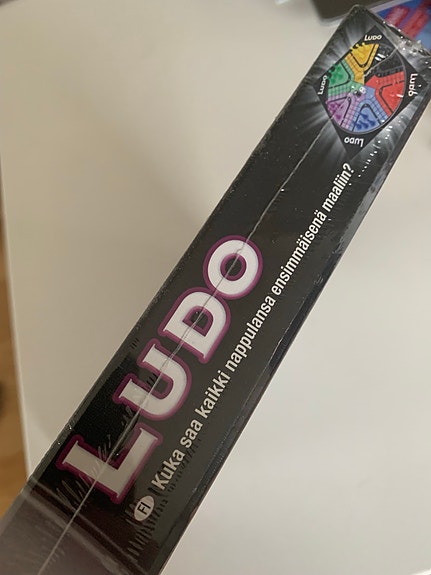 LUDO
FI Kuka saa kaikki nappulansa ensimmäisenä maaliin?
LUDO
LUDO
LUDO
LUDO